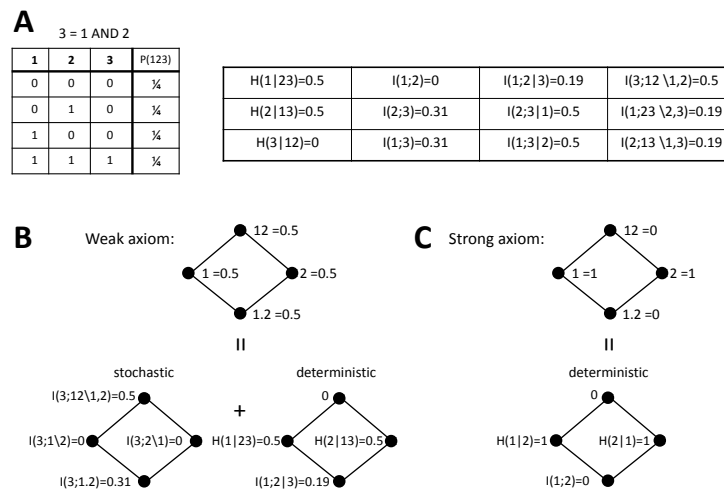 A
3 = 1 AND 2
1 2 3 P(123)
0 0 0 ¼
0 1 0 ¼
1 0 0 ¼
1 1 1 ¼
H(1|23)=0.5 I(1;2)=0 I(1;2|3)=0.19 I(3;12 \1,2)=0.5
H(2|13)=0.5 I(2;3)=0.31 I(2;3|1)=0.5 I(1;23 \2,3)=0.19
H(3|12)=0 I(1;3)=0.31 I(1;3|2)=0.5 I(2;13 \1,3)=0.19
B
Weak axiom:
12 =0.5
1 =0.5
2 =0.5
1.2 =0.5
=
stochastic
I(3;12\1,2)=0.5
I(3;1\2)=0
I(3;2\1)=0
I(3;1.2)=0.31
+
deterministic
0
H(1|23)=0.5
H(2|13)=0.5
I(1;2|3)=0.19
C
Strong axiom:
12 =0
1 =1
2 =1
1.2 =0
=
deterministic
0
H(1|2)=1
H(2|1)=1
I(1;2)=0